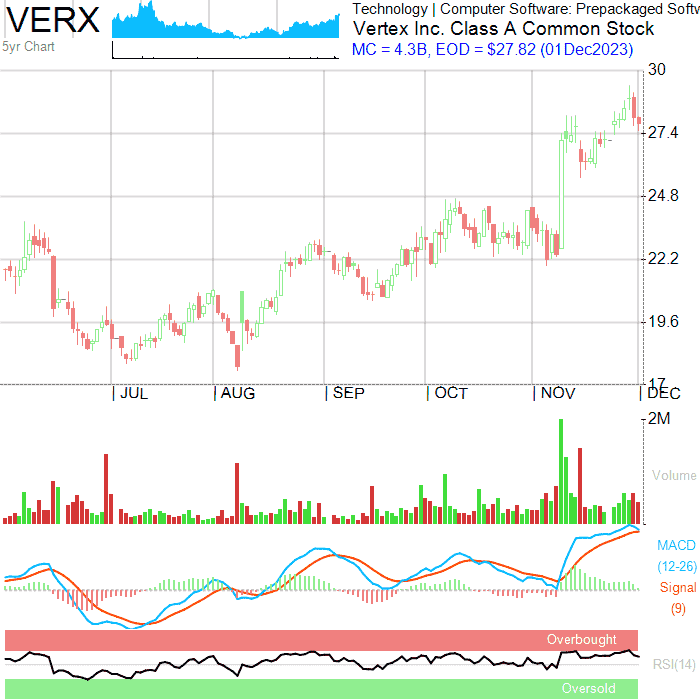 VERX
5yr Chart
Technology | Computer Software: Prepackaged Softw
Vertex Inc. Class A Common Stock
MC = 4.3B, EOD = $27.82 (01Dec2023)
30
27.4
24.8
22.2
19.6
17
| JUL | AUG | SEP | OCT | NOV | DEC
2M
Volume
MACD
(12-26)
Signal
(9)
Overbought
RSI(14)
Oversold